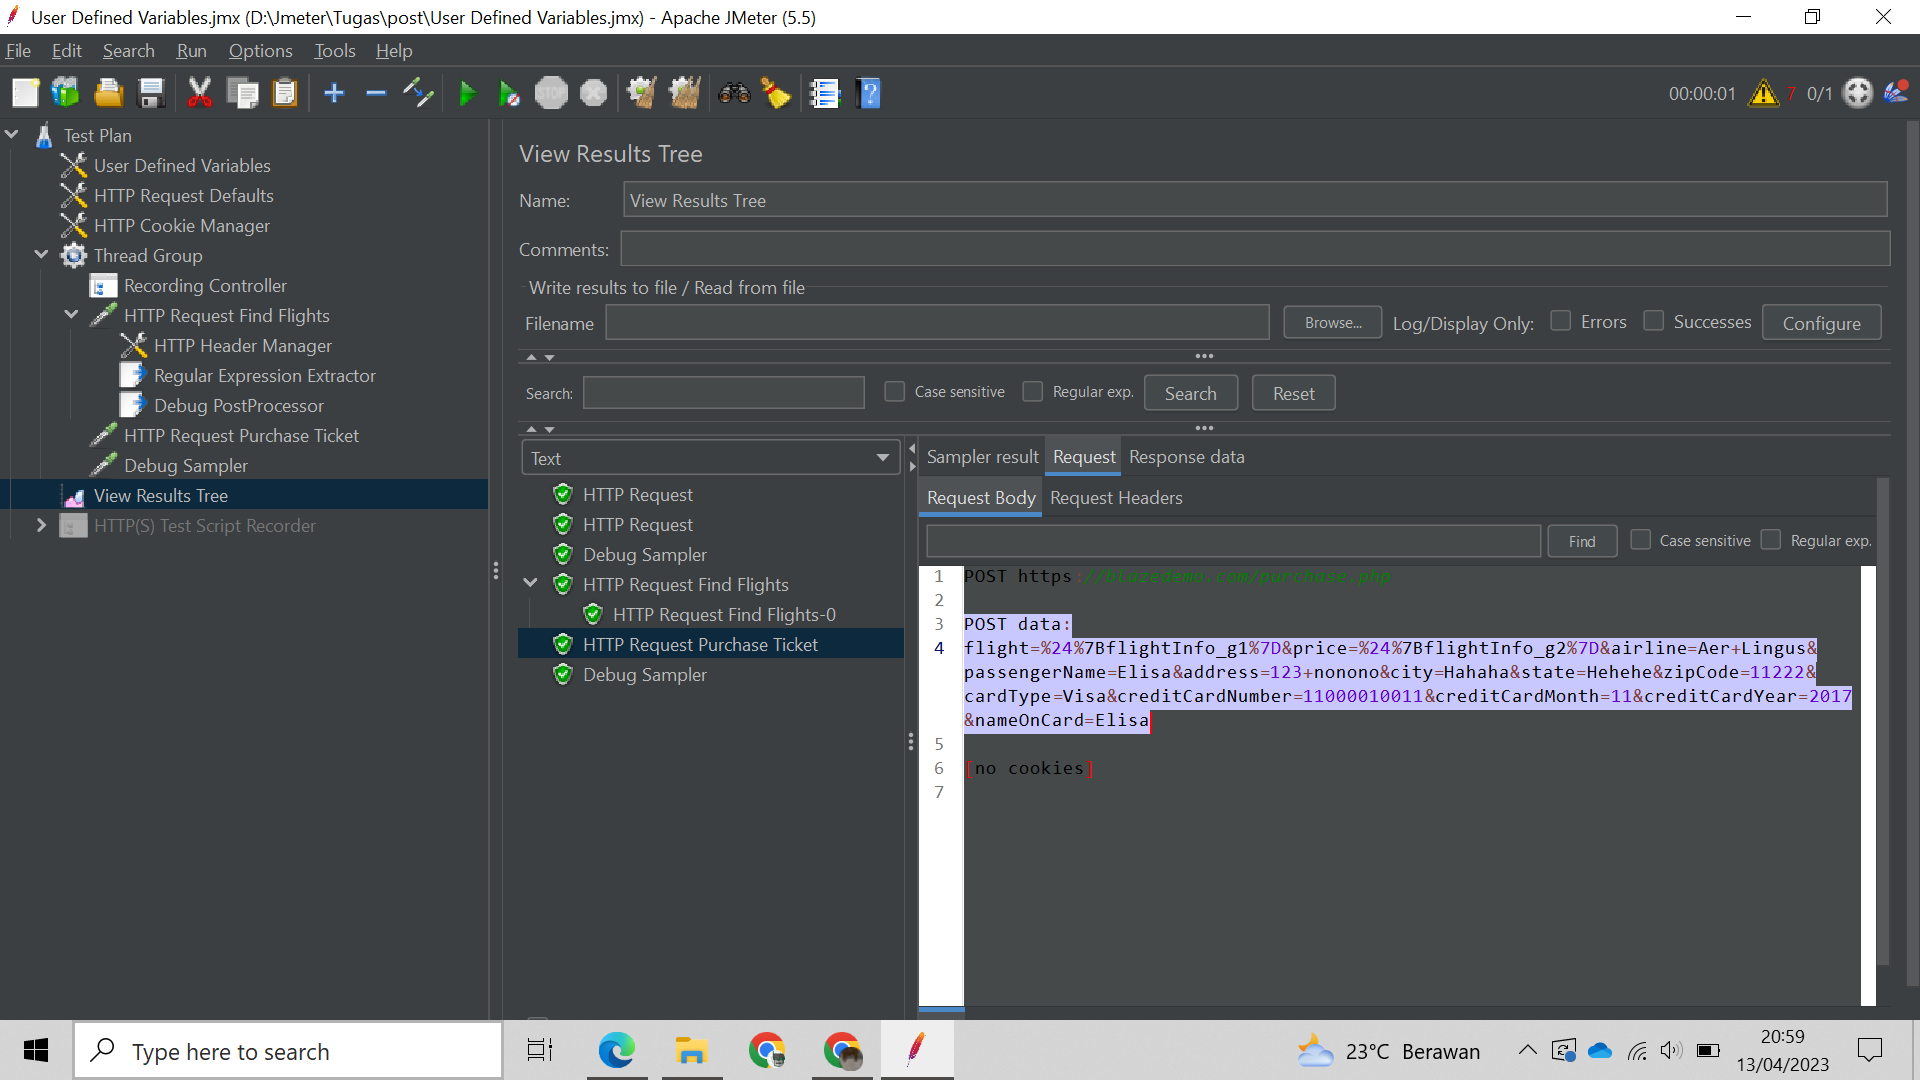 User Defined Variables.jmx (D:\Jmeter\Tugas\post\User Defined Variables.jmx) - Apache JMeter (5.5)
File Edit Search Run Options Tools Help
STOP
00:00:01 7 0/1
Test Plan
User Defined Variables
HTTP Request Defaults
HTTP Cookie Manager
Thread Group
Recording Controller
HTTP Request Find Flights
HTTP Header Manager
Regular Expression Extractor
Debug PostProcessor
HTTP Request Purchase Ticket
Debug Sampler
View Results Tree
HTTP(S) Test Script Recorder
View Results Tree
Name: View Results Tree
Comments:
Write results to file / Read from file
Filename Browse... Log/Display Only: Errors Successes Configure
Search: Case sensitive Regular exp. Search Reset
Text
HTTP Request
HTTP Request
Debug Sampler
HTTP Request Find Flights
HTTP Request Find Flights-0
HTTP Request Purchase Ticket
Debug Sampler
Sampler result Request Response data
Request Body Request Headers
Find Case sensitive Regular exp.
1 POST https://blazedemo.com/purchase.php
2
3 POST data:
4 flight=%24%7BflightInfo_g1%7D&price=%24%7BflightInfo_g2%7D&airline=Aer+Lingus&
passengerName=Elisa&address=123+nonono&city=Hahaha&state=Hehehe&zipCode=11222&
cardType=Visa&creditCardNumber=11000010011&creditCardMonth=11&creditCardYear=2017
&nameOnCard=Elisa
5
6 [no cookies]
7
Type here to search
23°C Berawan
20:59
13/04/2023